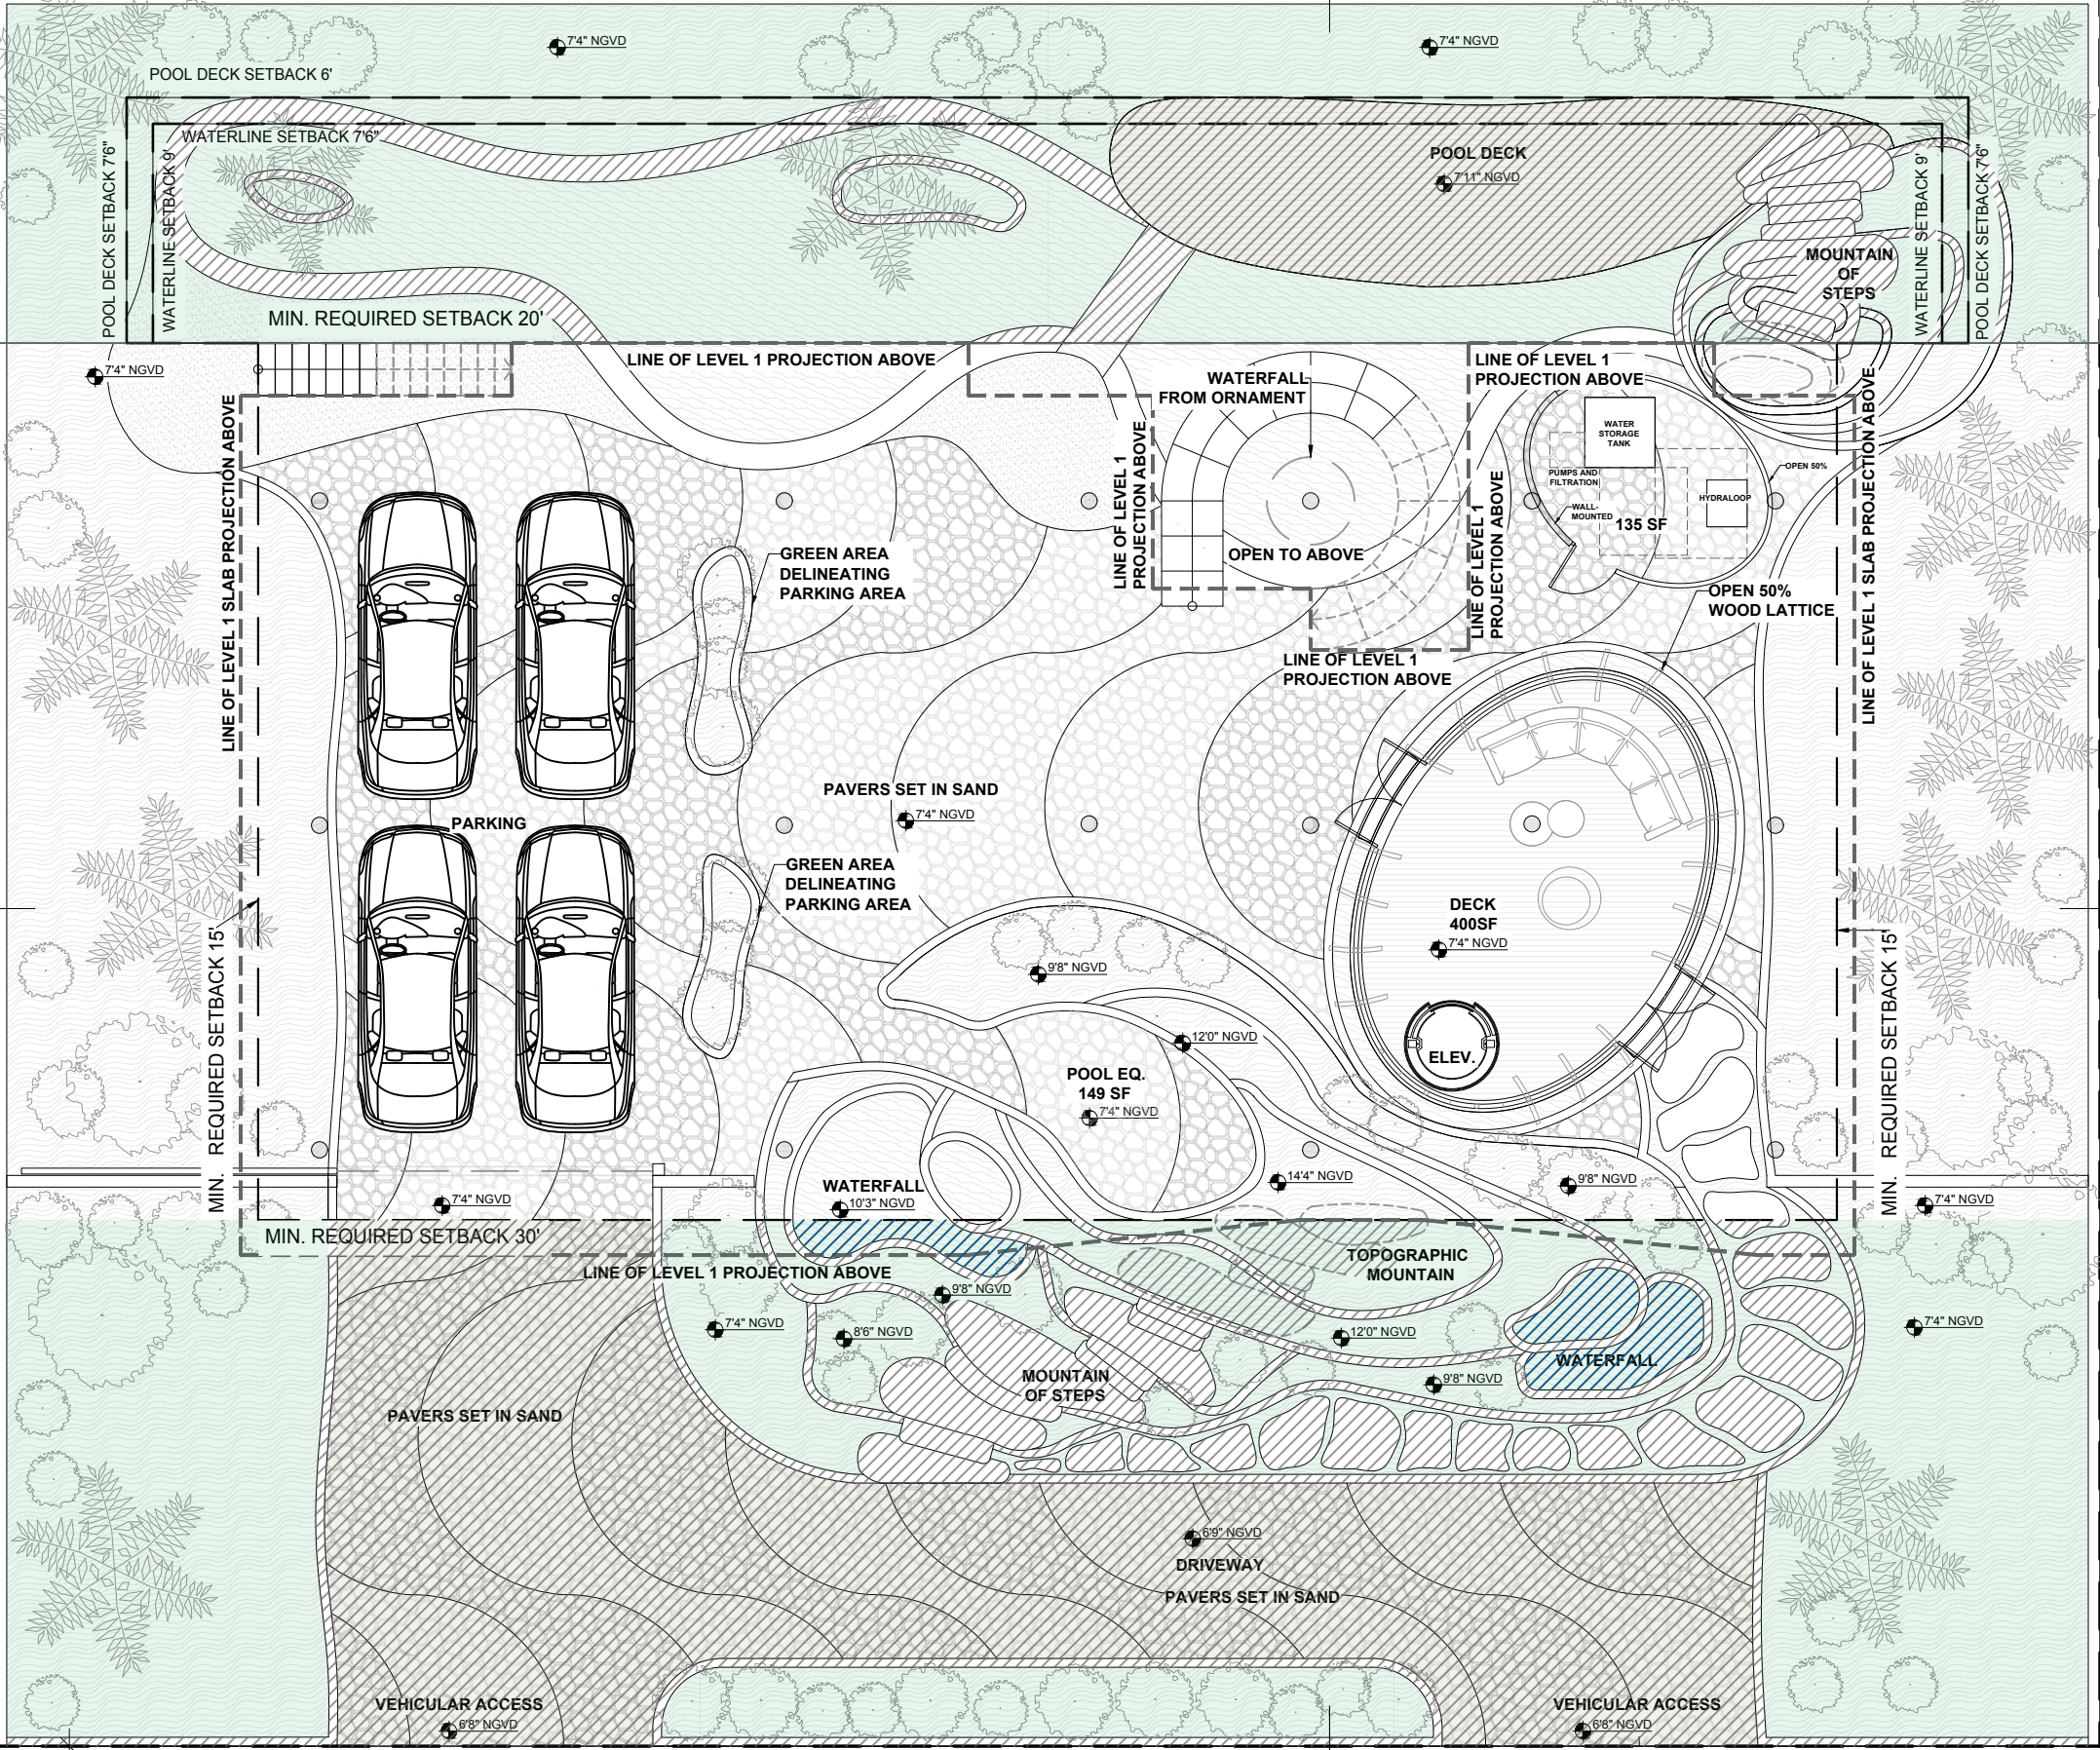 7'4" NGVD
7'4" NGVD
POOL DECK SETBACK 6'
WATERLINE SETBACK 7'6"
POOL DECK SETBACK 7'6"
WATERLINE SETBACK 9'
POOL DECK
7'11" NGVD
WATERLINE SETBACK 9'
POOL DECK SETBACK 7'6"
MOUNTAIN
OF
STEPS
MIN. REQUIRED SETBACK 20'
7'4" NGVD
LINE OF LEVEL 1 PROJECTION ABOVE
WATERFALL
FROM ORNAMENT
LINE OF LEVEL 1
PROJECTION ABOVE
LINE OF LEVEL 1 SLAB PROJECTION ABOVE
LINE OF LEVEL 1
PROJECTION ABOVE
LINE OF LEVEL 1
PROJECTION ABOVE
LINE OF LEVEL 1 SLAB PROJECTION ABOVE
WATER
STORAGE
TANK
PUMPS AND
FILTRATION
OPEN 50%
HYDRALOOP
WALL-
MOUNTED
135 SF
OPEN TO ABOVE
GREEN AREA
DELINEATING
PARKING AREA
OPEN 50%
WOOD LATTICE
LINE OF LEVEL 1
PROJECTION ABOVE
PAVERS SET IN SAND
7'4" NGVD
PARKING
GREEN AREA
DELINEATING
PARKING AREA
DECK
400SF
7'4" NGVD
9'8" NGVD
MIN. REQUIRED SETBACK 15'
MIN. REQUIRED SETBACK 15'
12'0" NGVD
ELEV.
POOL EQ.
149 SF
7'4" NGVD
WATERFALL
10'3" NGVD
14'4" NGVD
9'8" NGVD
7'4" NGVD
7'4" NGVD
MIN. REQUIRED SETBACK 30'
LINE OF LEVEL 1 PROJECTION ABOVE
TOPOGRAPHIC
MOUNTAIN
9'8" NGVD
7'4" NGVD
8'6" NGVD
12'0" NGVD
7'4" NGVD
WATERFALL
MOUNTAIN
OF STEPS
9'8" NGVD
PAVERS SET IN SAND
6'9" NGVD
DRIVEWAY
PAVERS SET IN SAND
VEHICULAR ACCESS
6'8" NGVD
VEHICULAR ACCESS
6'8" NGVD